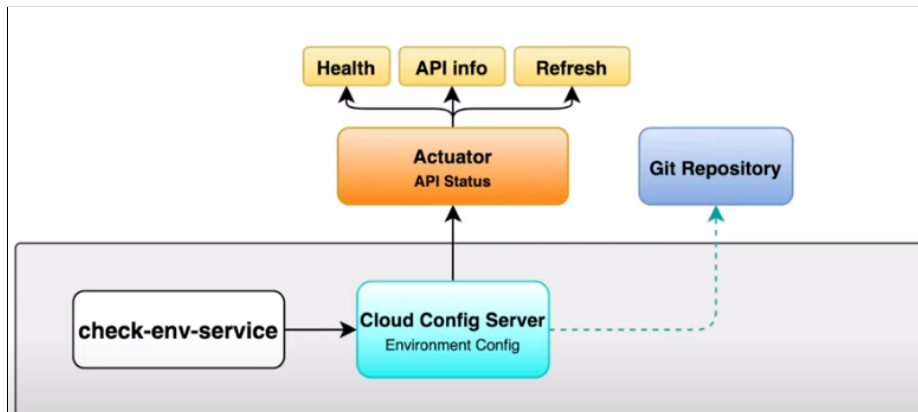 Health
API info
Refresh
Actuator
API Status
Git Repository
check-env-service
Cloud Config Server
Environment Config